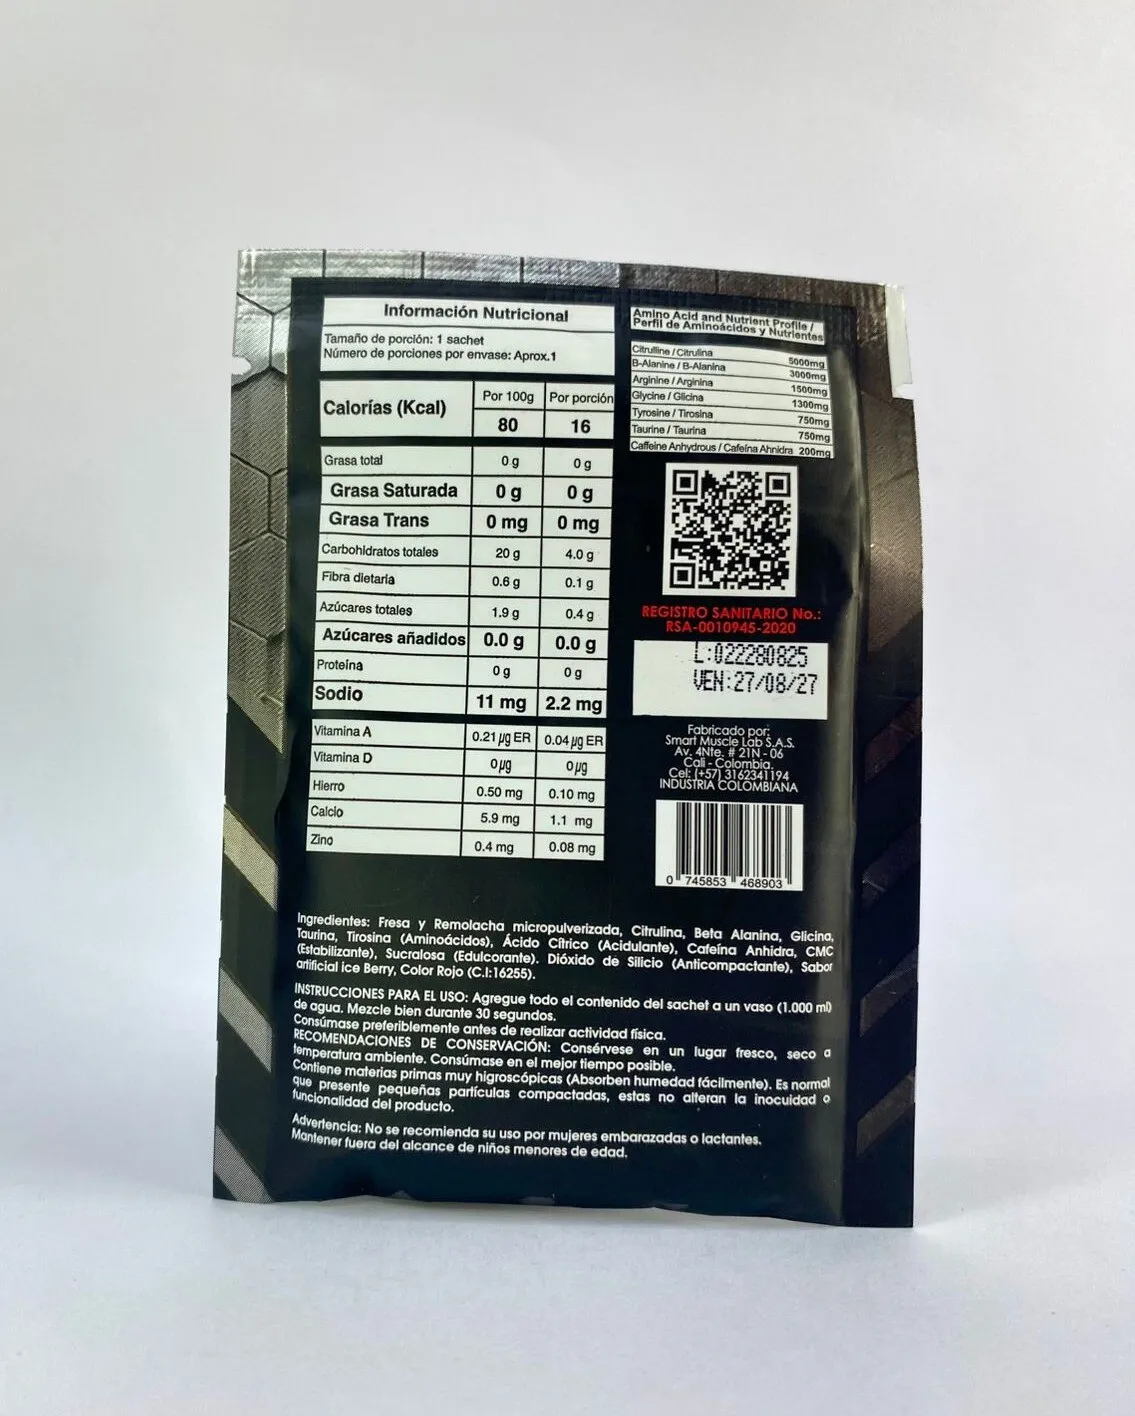 Información Nutricional
Tamaño de porción: 1 sachet
Número de porciones por envase: Aprox.1
Calorías (Kcal)
Por 100g Por porción
80 16
Grasa total 0 g 0 g
Grasa Saturada 0 g 0 g
Grasa Trans 0 mg 0 mg
Carbohidratos totales 20 g 4.0 g
Fibra dietaria 0.6 g 0.1 g
Azúcares totales 1.9 g 0.4 g
Azúcares añadidos 0.0 g 0.0 g
Proteína 0 g 0 g
Sodio 11 mg 2.2 mg
Vitamina A 0.21 µg ER 0.04 µg ER
Vitamina D 0 µg 0 µg
Hierro 0.50 mg 0.10 mg
Calcio 5.9 mg 1.1 mg
Zinc 0.4 mg 0.08 mg
Amino Acid and Nutrient Profile /
Perfil de Aminoácidos y Nutrientes
Citrulline / Citrulina 5000mg
B-Alanine / B-Alanina 3000mg
Arginine / Arginina 1500mg
Glycine / Glicina 1300mg
Tyrosine / Tirosina 750mg
Taurine / Taurina 750mg
Caffeine Anhydrous / Cafeína Ahnidra 200mg
REGISTRO SANITARIO No.:
RSA-0010945-2020
L:022280825
VEN:27/08/27
Fabricado por:
Smart Muscle Lab S.A.S.
Av. 4Nte. # 21N - 06
Cali - Colombia.
Cel: (+57) 3162341194
INDUSTRIA COLOMBIANA
0 745853 468903
Ingredientes: Fresa y Remolacha micropulverizada, Citrulina, Beta Alanina, Glicina,
Taurina, Tirosina (Aminoácidos), Ácido Cítrico (Acidulante), Cafeína Anhidra, CMC
(Estabilizante), Sucralosa (Edulcorante). Dióxido de Silicio (Anticompactante), Sabor
artificial ice Berry, Color Rojo (C.I:16255).
INSTRUCCIONES PARA EL USO: Agregue todo el contenido del sachet a un vaso (1.000 ml)
de agua. Mezcle bien durante 30 segundos.
Consúmase preferiblemente antes de realizar actividad física.
RECOMENDACIONES DE CONSERVACIÓN: Consérvese en un lugar fresco, seco a
temperatura ambiente. Consúmase en el mejor tiempo posible.
Contiene materias primas muy higroscópicas (Absorben humedad fácilmente). Es normal
que presente pequeñas partículas compactadas, estas no alteran la inocuidad o
funcionalidad del producto.
Advertencia: No se recomienda su uso por mujeres embarazadas o lactantes.
Mantener fuera del alcance de niños menores de edad.